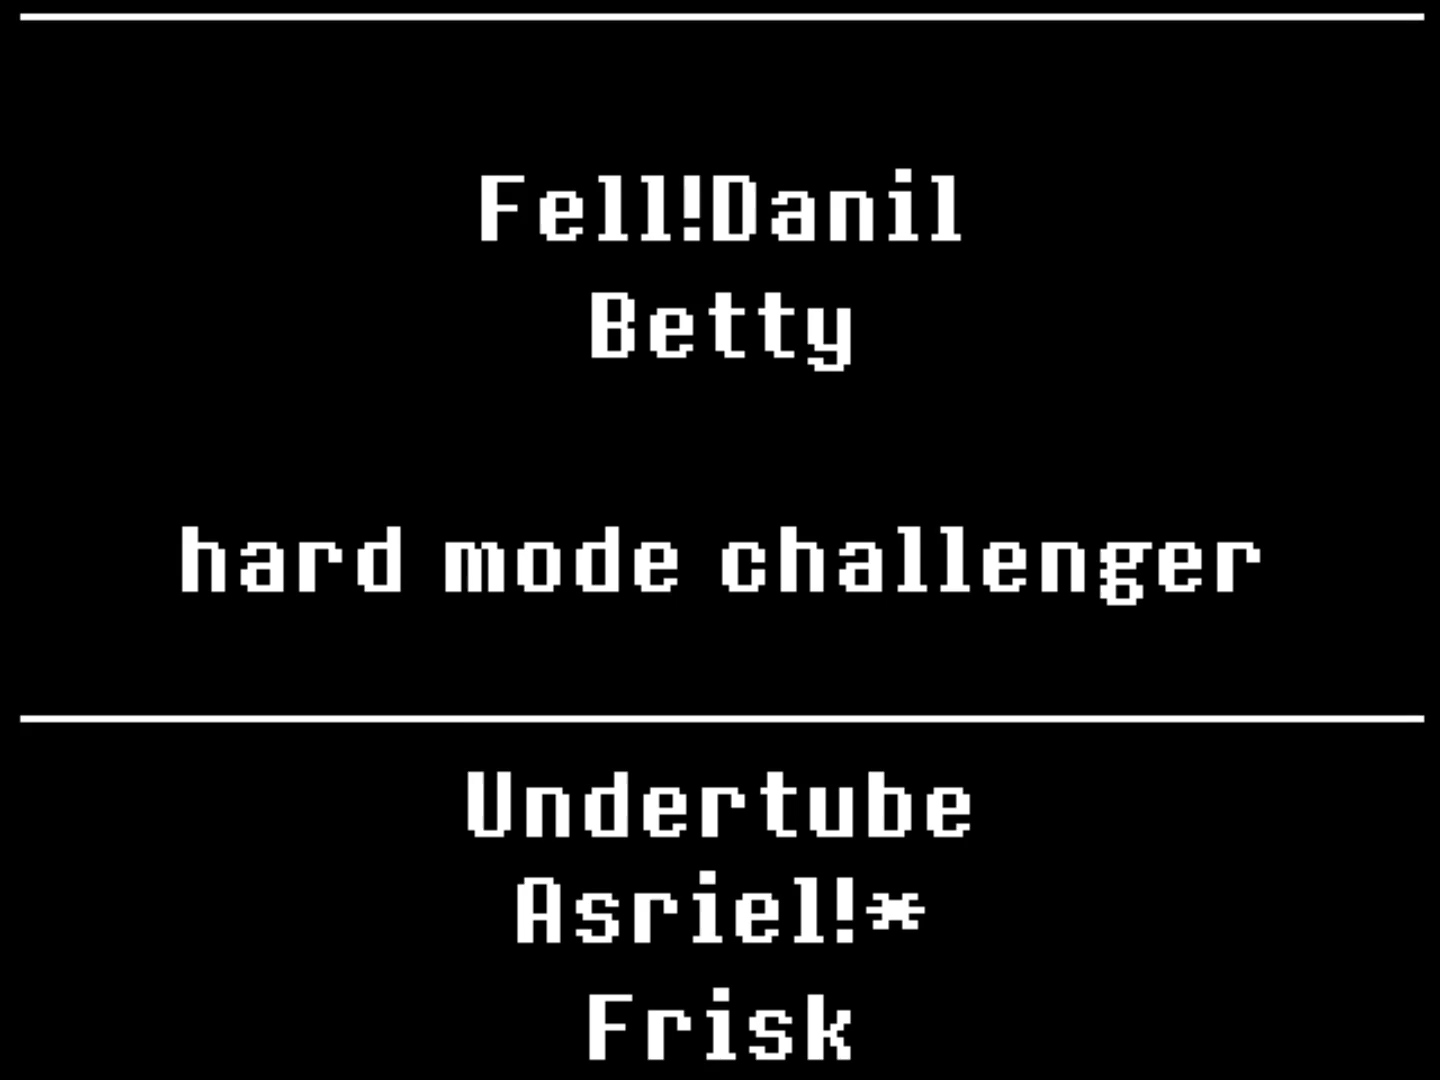 Fell!Danil
Betty
hard mode challenger
Undertube
Asriel!*
Frisk